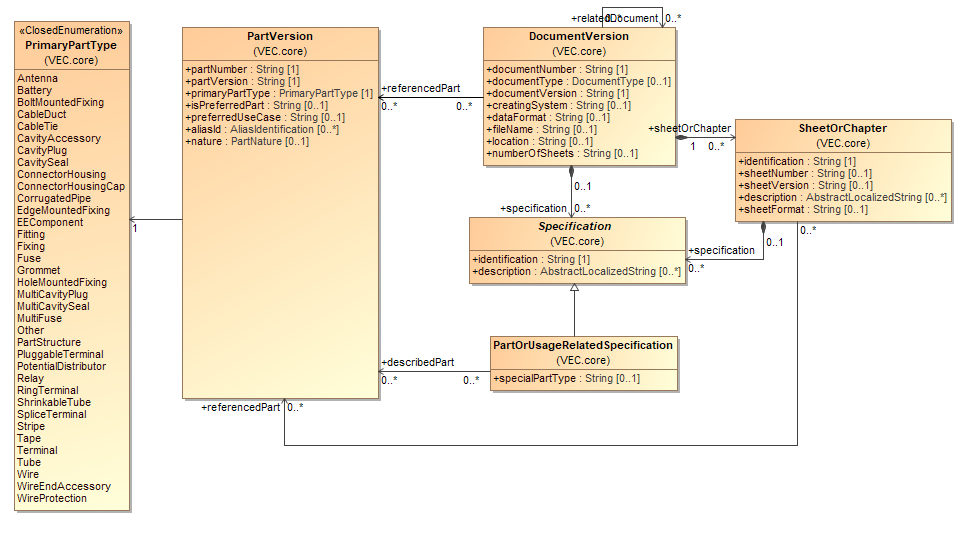 «ClosedEnumeration»
PrimaryPartType
(VEC.core)
Antenna
Battery
BoltMountedFixing
CableDuct
CableTie
CavityAccessory
CavityPlug
CavitySeal
ConnectorHousing
ConnectorHousingCap
CorrugatedPipe
EdgeMountedFixing
EEComponent
Fitting
Fixing
Fuse
Grommet
HoleMountedFixing
MultiCavityPlug
MultiCavitySeal
MultiFuse
Other
PartStructure
PluggableTerminal
PotentialDistributor
Relay
RingTerminal
ShrinkableTube
SpliceTerminal
Stripe
Tape
Terminal
Tube
Wire
WireEndAccessory
WireProtection
1
PartVersion
(VEC.core)
+partNumber : String [1]
+partVersion : String [1]
+primaryPartType : PrimaryPartType [1]
+isPreferredPart : String [0..1]
+preferredUseCase : String [0..1]
+aliasId : AliasIdentification [0..*]
+nature : PartNature [0..1]
+referencedPart
0..*
0..*
+relatedDocument
0..*
0..*
DocumentVersion
(VEC.core)
+documentNumber : String [1]
+documentType : DocumentType [0..1]
+documentVersion : String [1]
+creatingSystem : String [0..1]
+dataFormat : String [0..1]
+fileName : String [0..1]
+location : String [0..1]
+numberOfSheets : String [0..1]
+sheetOrChapter
1
0..*
SheetOrChapter
(VEC.core)
+identification : String [1]
+sheetNumber : String [0..1]
+sheetVersion : String [0..1]
+description : AbstractLocalizedString [0..*]
+sheetFormat : String [0..1]
0..1
+specification
0..*
Specification
(VEC.core)
+identification : String [1]
+description : AbstractLocalizedString [0..*]
0..1
+specification
0..*
0..*
PartOrUsageRelatedSpecification
(VEC.core)
+specialPartType : String [0..1]
+describedPart
0..*
0..*
+referencedPart
0..*